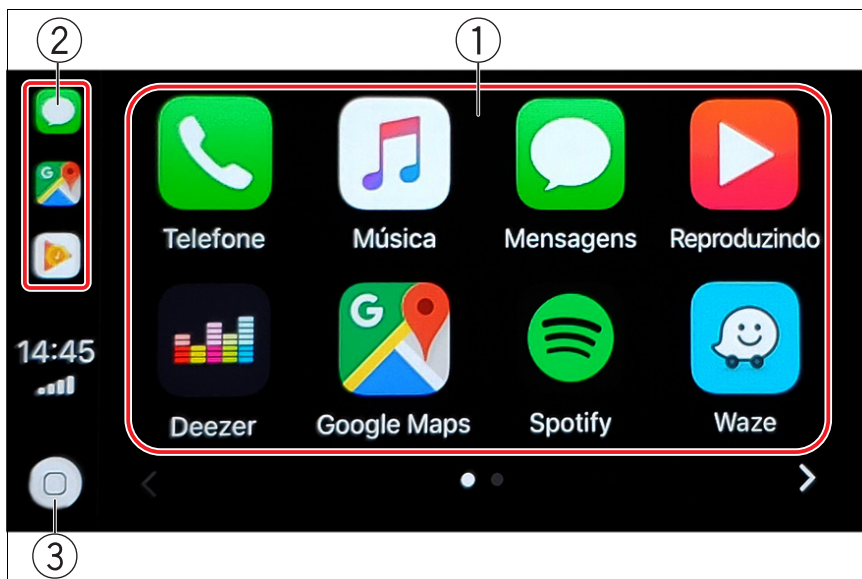 ② ①
Telefone Música Mensagens Reproduzindo
14:45
Deezer Google Maps Spotify Waze
③